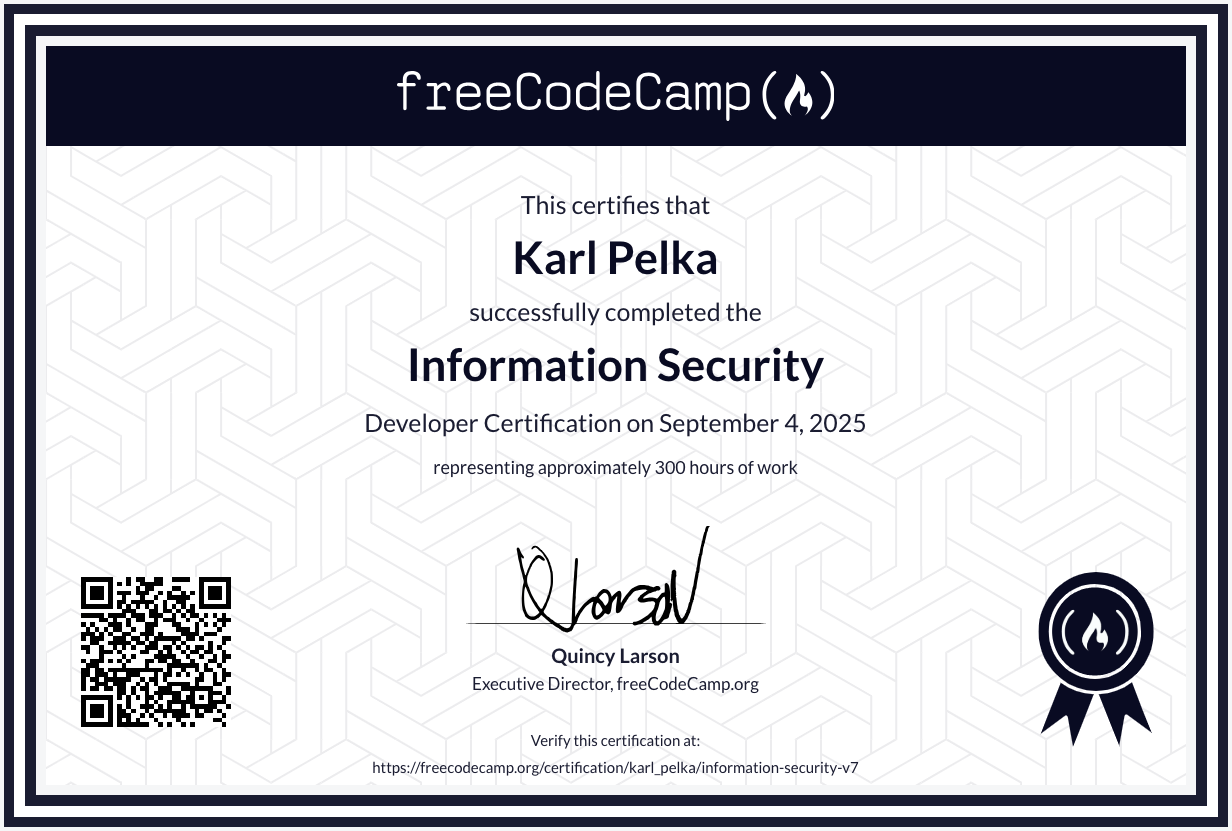 freeCodeCamp
This certifies that
Karl Pelka
successfully completed the
Information Security
Developer Certification on September 4, 2025
representing approximately 300 hours of work
QLarson
Quincy Larson
Executive Director, freeCodeCamp.org
Verify this certification at:
https://freecodecamp.org/certification/karl_pelka/information-security-v7